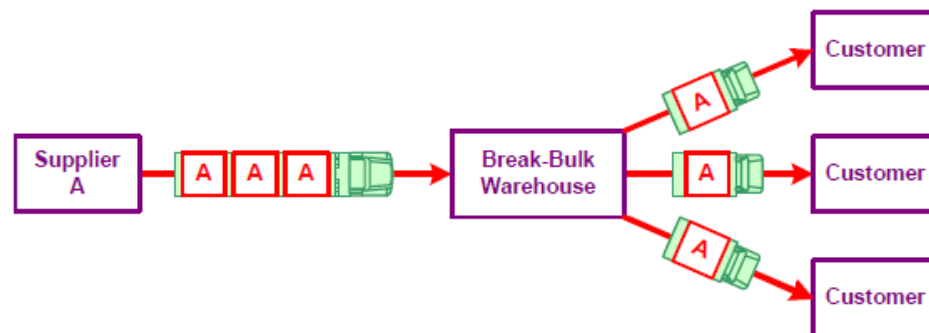 Supplier
A
A A A
Break-Bulk
Warehouse
A
Customer
A
Customer
A
Customer